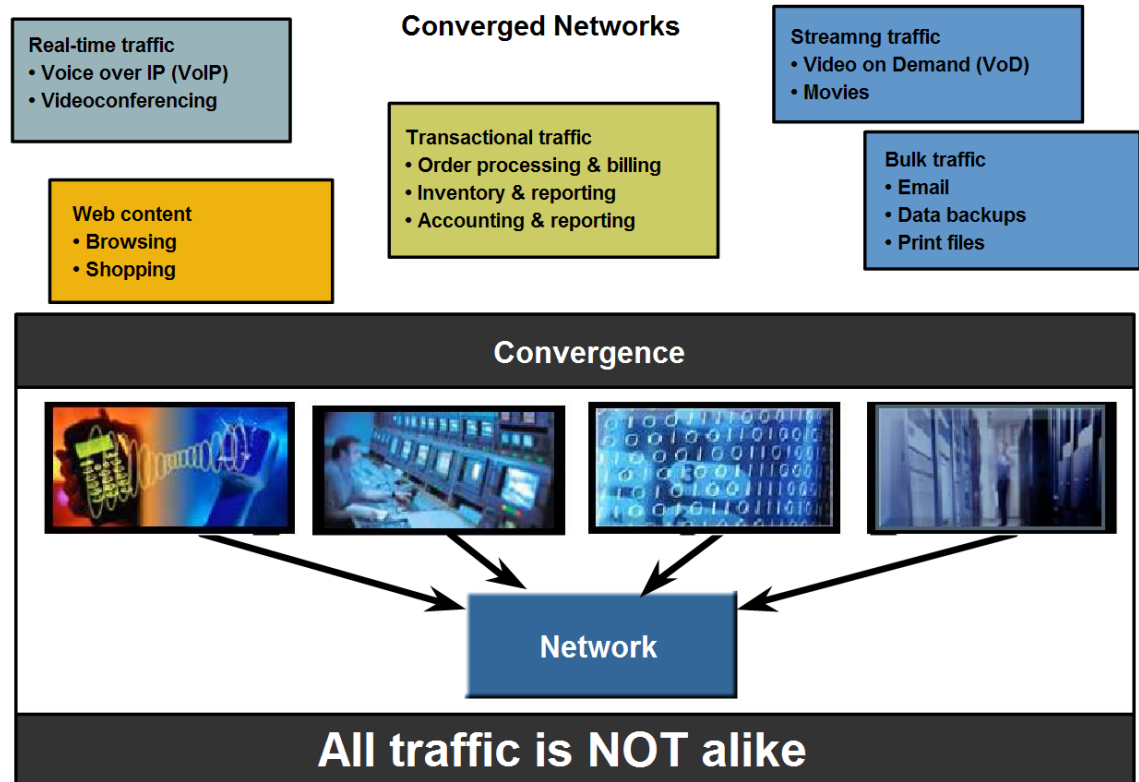 Converged Networks
Real-time traffic
• Voice over IP (VoIP)
• Videoconferencing
Streamng traffic
• Video on Demand (VoD)
• Movies
Transactional traffic
• Order processing & billing
• Inventory & reporting
• Accounting & reporting
Bulk traffic
• Email
• Data backups
• Print files
Web content
• Browsing
• Shopping
Convergence
Network
All traffic is NOT alike